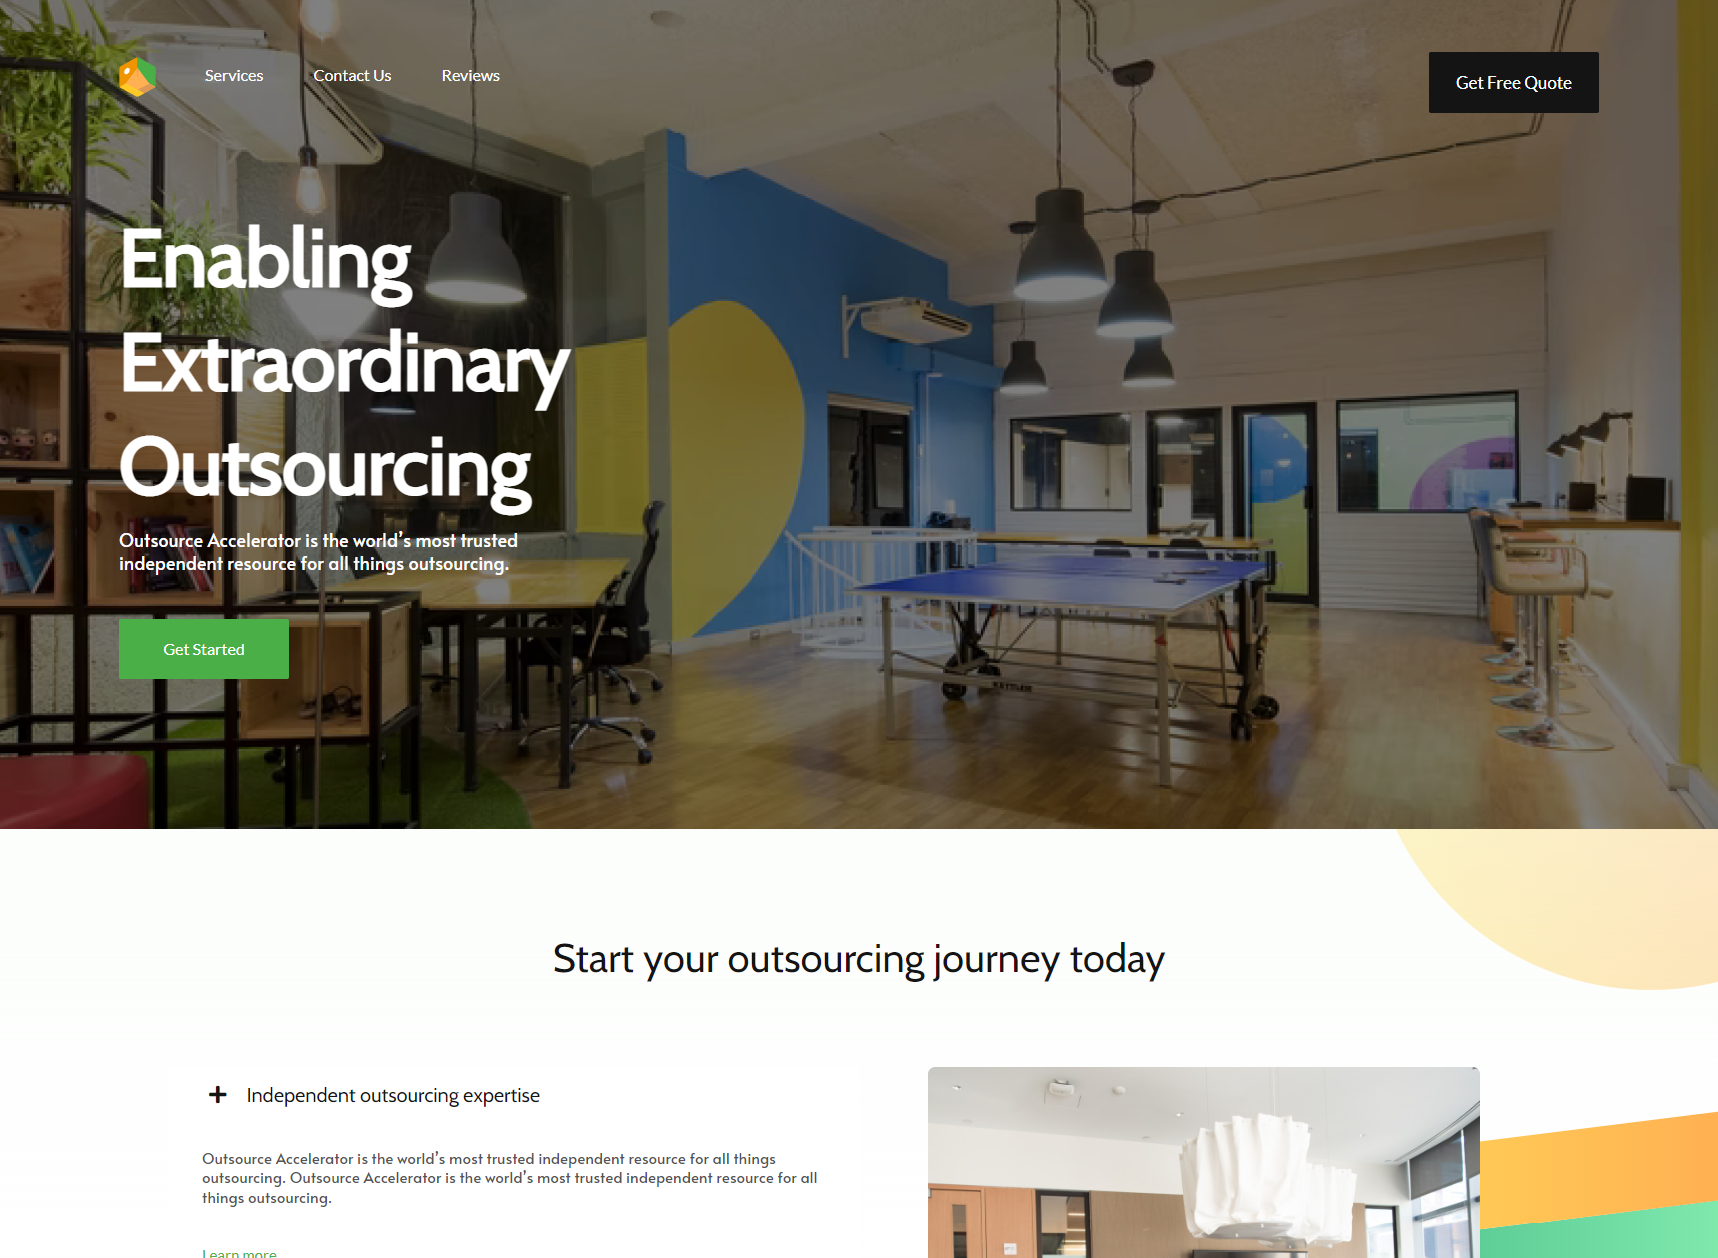 Services
Contact Us
Reviews
Get Free Quote
Enabling
Extraordinary
Outsourcing
Outsource Accelerator is the world’s most trusted
independent resource for all things outsourcing.
Get Started
Start your outsourcing journey today
Independent outsourcing expertise
Outsource Accelerator is the world’s most trusted independent resource for all things
outsourcing. Outsource Accelerator is the world’s most trusted independent resource for all
things outsourcing.
Learn more